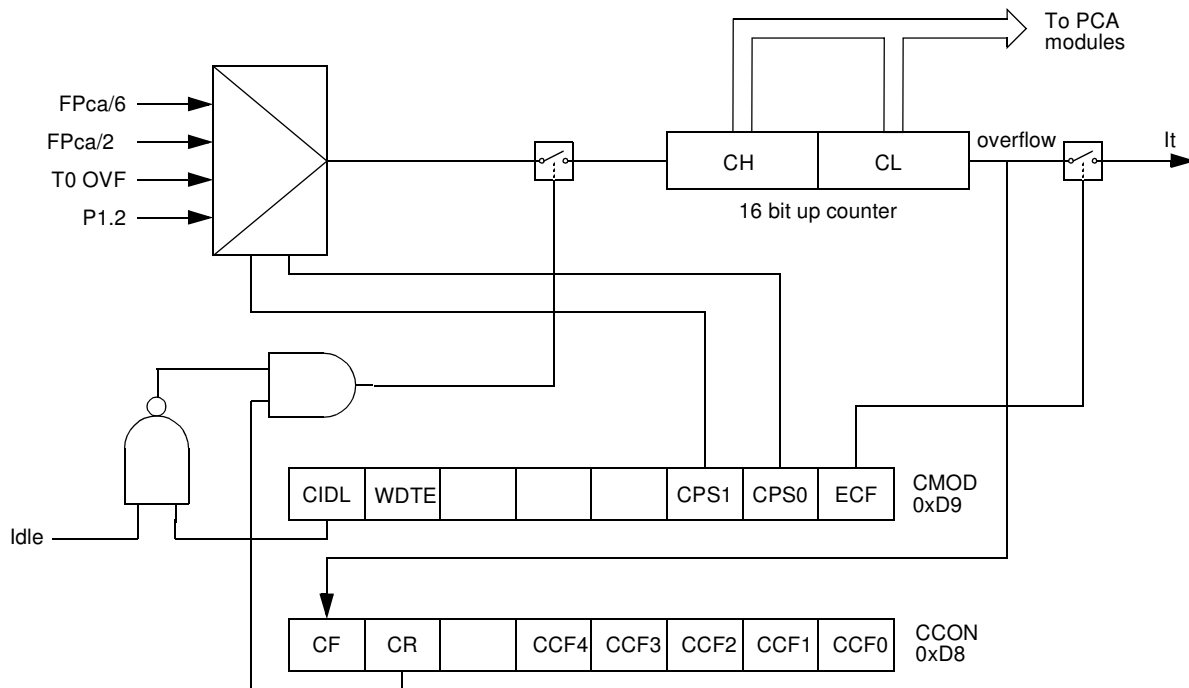 To PCA
modules
FPca/6
FPca/2
T0 OVF
P1.2
CH
CL
overflow
It
16 bit up counter
CIDL
WDTE
CPS1
CPS0
ECF
CMOD
0xD9
Idle
CF
CR
CCF4
CCF3
CCF2
CCF1
CCF0
CCON
0xD8